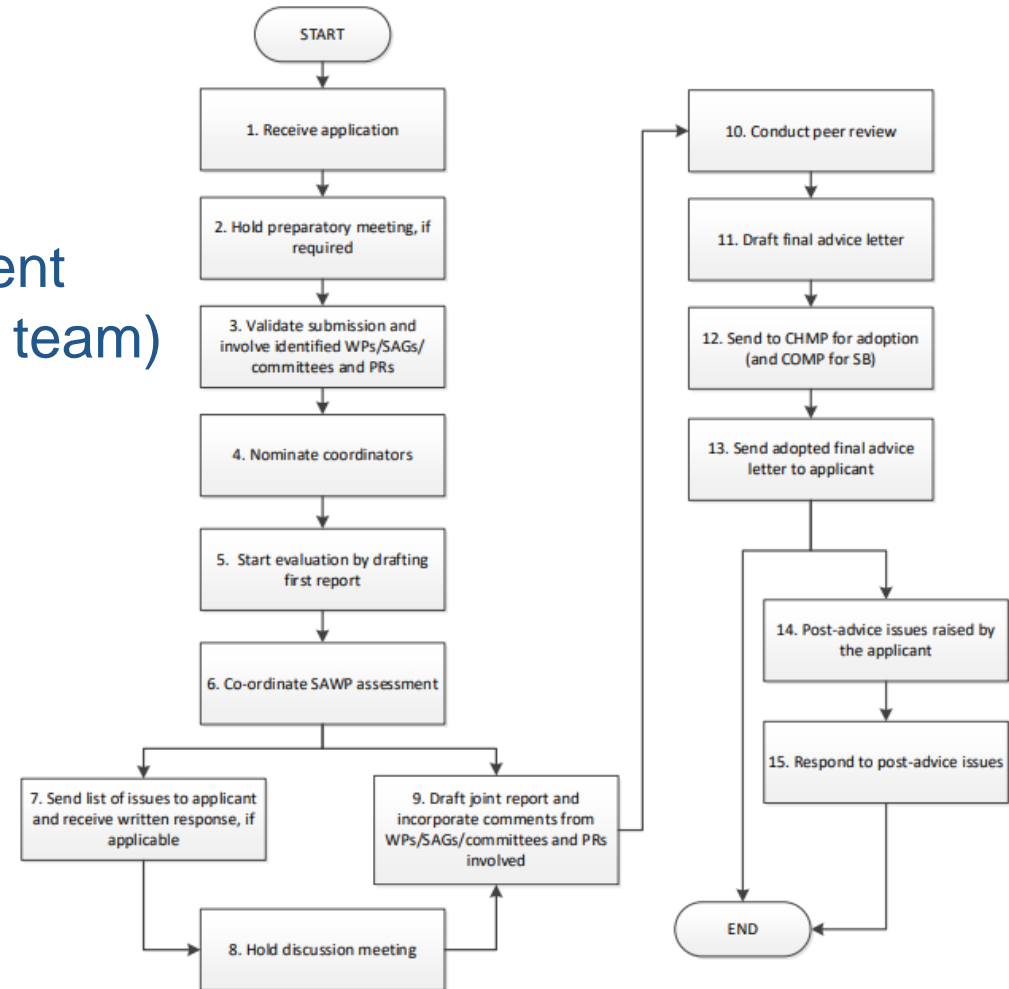 ent
team)
START
1. Receive application
2. Hold preparatory meeting, if
required
3. Validate submission and
involve identified WPs/SAGs/
committees and PRs
4. Nominate coordinators
5. Start evaluation by drafting
first report
6. Co-ordinate SAWP assessment
7. Send list of issues to applicant
and receive written response, if
applicable
8. Hold discussion meeting
9. Draft joint report and
incorporate comments from
WPs/SAGs/committees and PRs
involved
10. Conduct peer review
11. Draft final advice letter
12. Send to CHMP for adoption
(and COMP for SB)
13. Send adopted final advice
letter to applicant
14. Post-advice issues raised by
the applicant
15. Respond to post-advice issues
END